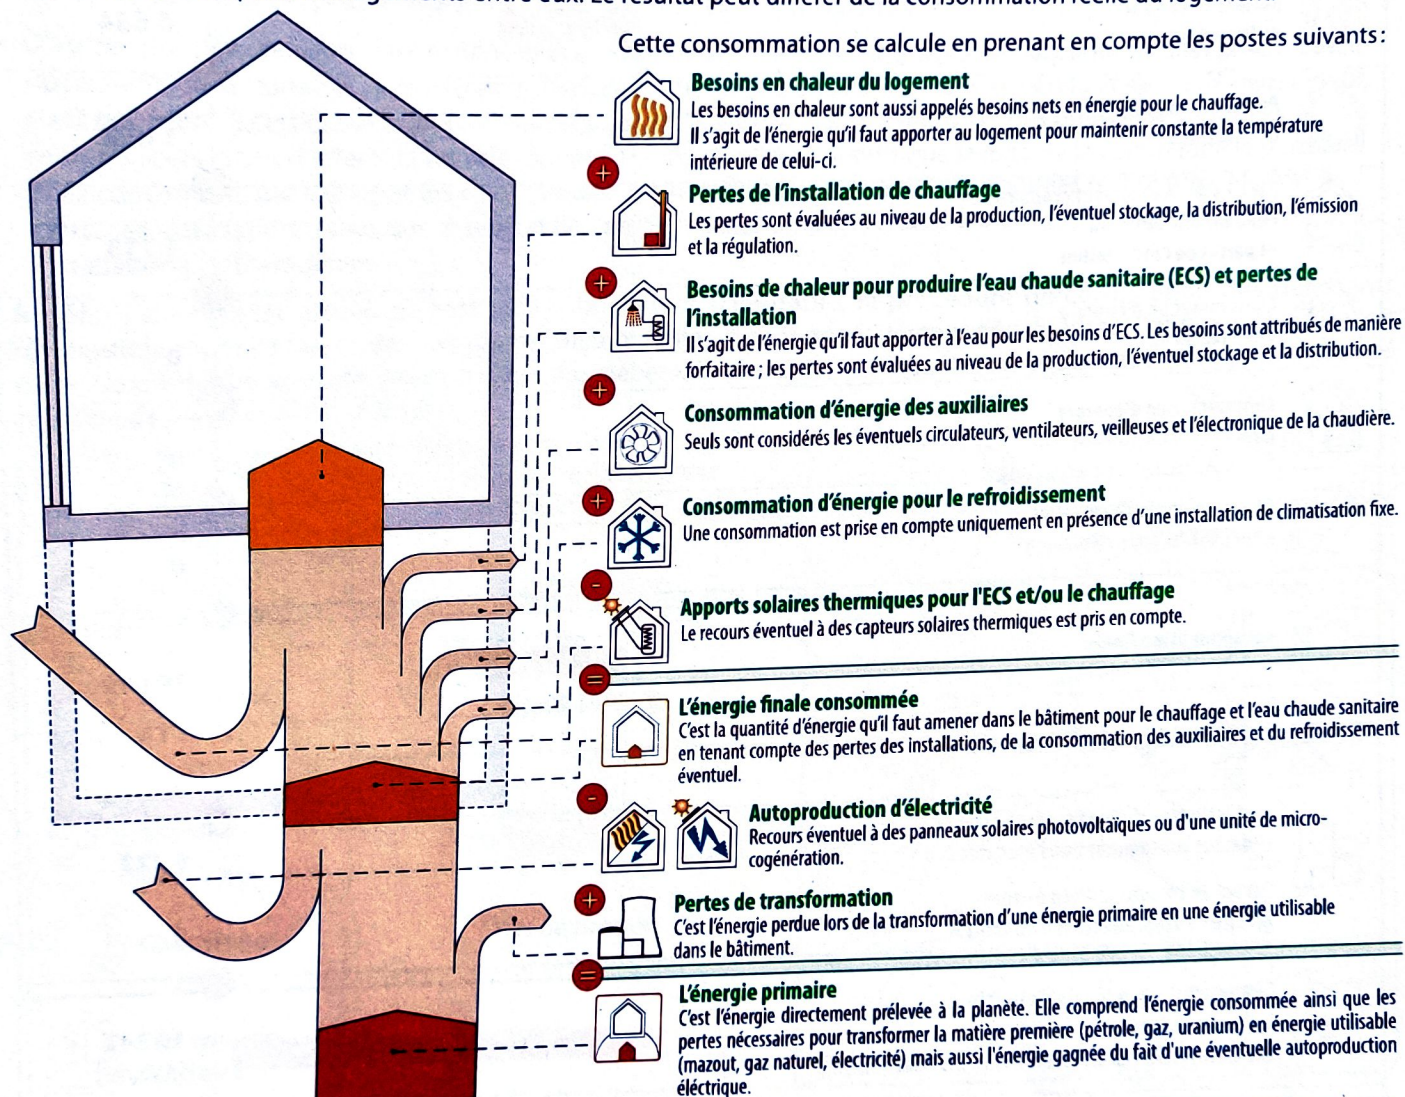 entre eux. Le résultat peut différer de la consommation réelle du logement.
Cette consommation se calcule en prenant en compte les postes suivants :
Besoins en chaleur du logement
Les besoins en chaleur sont aussi appelés besoins nets en énergie pour le chauffage.
Il s'agit de l'énergie qu'il faut apporter au logement pour maintenir constante la température
intérieure de celui-ci.
+
Pertes de l'installation de chauffage
Les pertes sont évaluées au niveau de la production, l'éventuel stockage, la distribution, l'émission
et la régulation.
+
Besoins de chaleur pour produire l'eau chaude sanitaire (ECS) et pertes de
l'installation
Il s'agit de l'énergie qu'il faut apporter à l'eau pour les besoins d'ECS. Les besoins sont attribués de manière
forfaitaire ; les pertes sont évaluées au niveau de la production, l'éventuel stockage et la distribution.
+
Consommation d'énergie des auxiliaires
Seuls sont considérés les éventuels circulateurs, ventilateurs, veilleuses et l'électronique de la chaudière.
+
Consommation d'énergie pour le refroidissement
Une consommation est prise en compte uniquement en présence d'une installation de climatisation fixe.
-
Apports solaires thermiques pour l'ECS et/ou le chauffage
Le recours éventuel à des capteurs solaires thermiques est pris en compte.
=
L'énergie finale consommée
C'est la quantité d'énergie qu'il faut amener dans le bâtiment pour le chauffage et l'eau chaude sanitaire
en tenant compte des pertes des installations, de la consommation des auxiliaires et du refroidissement
éventuel.
-
Autoproduction d'électricité
Recours éventuel à des panneaux solaires photovoltaïques ou d'une unité de micro-
cogénération.
+
Pertes de transformation
C'est l'énergie perdue lors de la transformation d'une énergie primaire en une énergie utilisable
dans le bâtiment.
=
L'énergie primaire
C'est l'énergie directement prélevée à la planète. Elle comprend l'énergie consommée ainsi que les
pertes nécessaires pour transformer la matière première (pétrole, gaz, uranium) en énergie utilisable
(mazout, gaz naturel, électricité) mais aussi l'énergie gagnée du fait d'une éventuelle autoproduction
éléctrique.